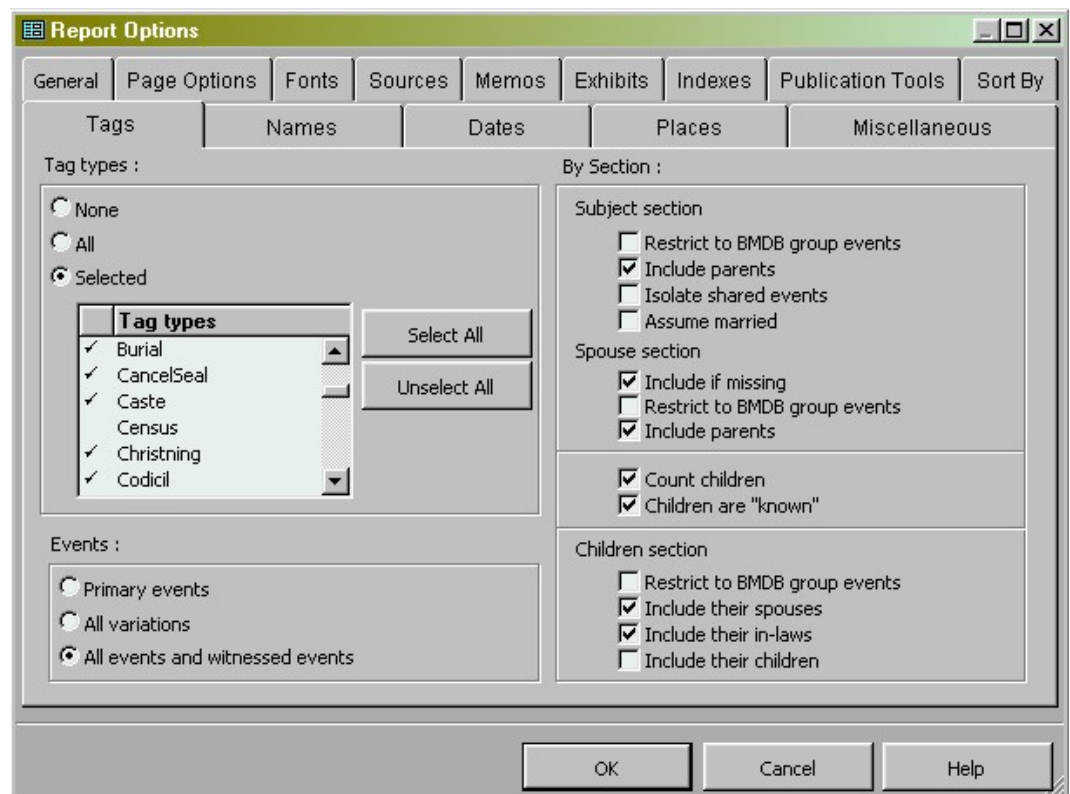 Report Options
General Page Options Fonts Sources Memos Exhibits Indexes Publication Tools Sort By
Tags Names Dates Places Miscellaneous
Tag types :
None
All
Selected
Tag types
Burial
CancelSeal
Caste
Census
Christning
Codicil
Select All
Unselect All
Events :
Primary events
All variations
All events and witnessed events
By Section :
Subject section
Restrict to BMDB group events
Include parents
Isolate shared events
Assume married
Spouse section
Include if missing
Restrict to BMDB group events
Include parents
Count children
Children are "known"
Children section
Restrict to BMDB group events
Include their spouses
Include their in-laws
Include their children
OK Cancel Help